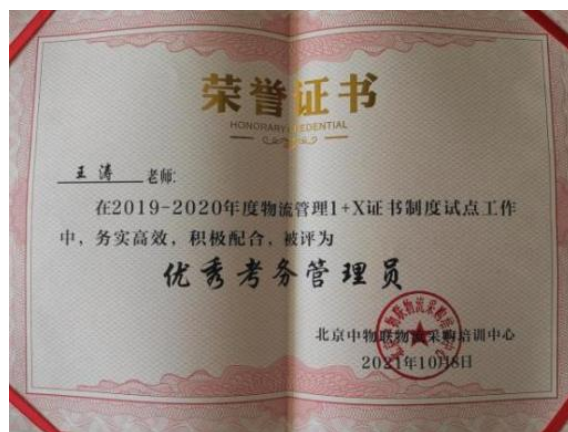 荣誉证书
HONORARY CREDENTIAL
王涛 老师:
在2019-2020年度物流管理1+X证书制度试点工作
中，务实高效，积极配合，被评为
优秀考务管理员
北京中物联物流采购培训中心
2021年10月8日